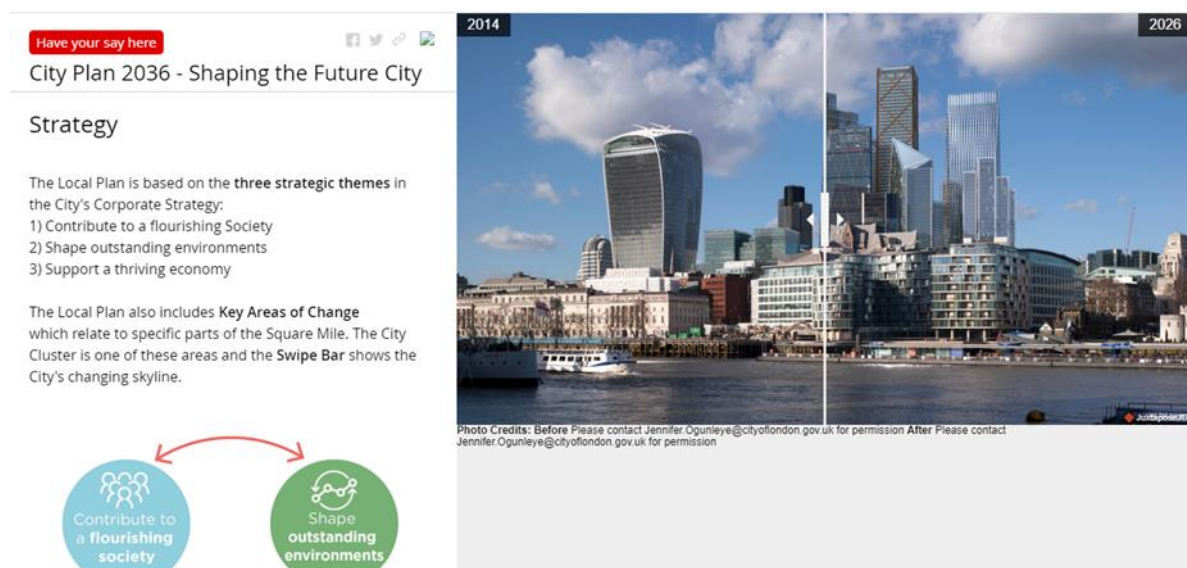 Have your say here
City Plan 2036 - Shaping the Future City
Strategy
The Local Plan is based on the three strategic themes in
the City's Corporate Strategy:
1) Contribute to a flourishing Society
2) Shape outstanding environments
3) Support a thriving economy
The Local Plan also includes Key Areas of Change
which relate to specific parts of the Square Mile. The City
Cluster is one of these areas and the Swipe Bar shows the
City's changing skyline.
Contribute to
a flourishing
society
Shape
outstanding
environments
2014
2026
Photo Credits: Before Please contact Jennifer.Ogunleye@cityoflondon.gov.uk for permission After Please contact
Jennifer.Ogunleye@cityoflondon.gov.uk for permission